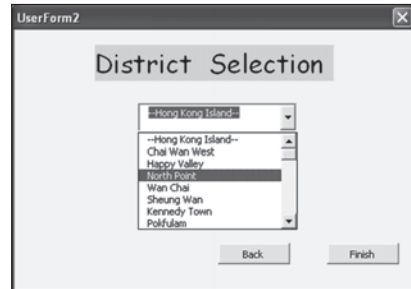 UserForm2
District Selection
--Hong Kong Island--
--Hong Kong Island--
Chai Wan West
Happy Valley
North Point
Wan Chai
Sheung Wan
Kennedy Town
Pokfulam
Back Finish